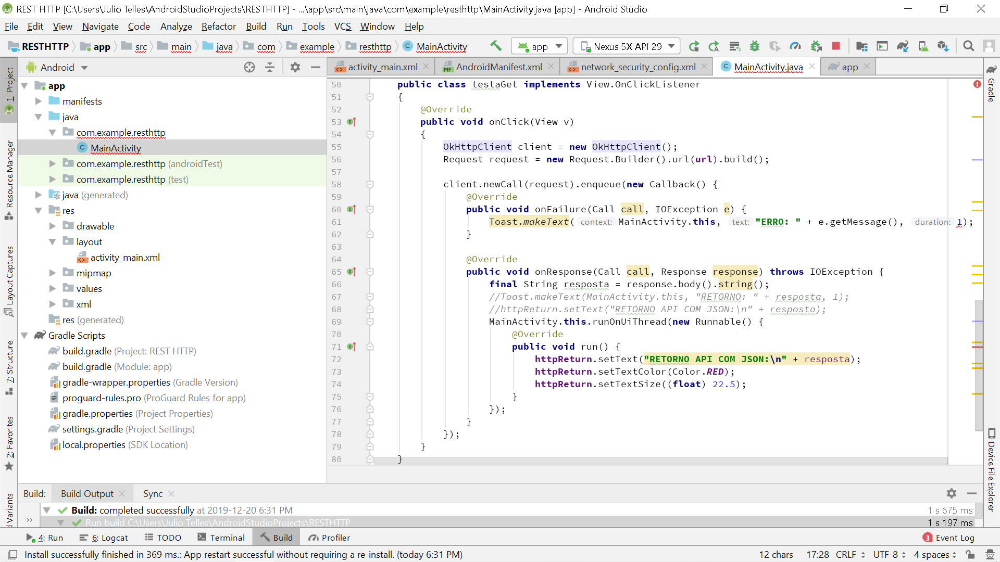 REST HTTP [C:\Users\Julio Telles\AndroidStudioProjects\RESTHTTP] - ...\app\src\main\java\com\example\resthttp\MainActivity.java [app] - Android Studio
File Edit View Navigate Code Analyze Refactor Build Run Tools VCS Window Help
RESTHTTP app src main java com example resthttp MainActivity app Nexus 5X API 29
Android activity_main.xml AndroidManifest.xml network_security_config.xml MainActivity.java app
1: Project
Resource Manager
Layout Captures
7: Structure
2: Favorites
d Variants
app
manifests
java
com.example.resthttp
MainActivity
com.example.resthttp (androidTest)
com.example.resthttp (test)
java (generated)
res
drawable
layout
activity_main.xml
mipmap
values
xml
res (generated)
Gradle Scripts
build.gradle (Project: REST HTTP)
build.gradle (Module: app)
gradle-wrapper.properties (Gradle Version)
proguard-rules.pro (ProGuard Rules for app)
gradle.properties (Project Properties)
settings.gradle (Project Settings)
local.properties (SDK Location)
50 public class testaGet implements View.OnClickListener
51 {
52 @Override
53 public void onClick(View v)
54 {
55 OkHttpClient client = new OkHttpClient();
56 Request request = new Request.Builder().url(url).build();
57
58 client.newCall(request).enqueue(new Callback() {
59 @Override
60 public void onFailure(Call call, IOException e) {
61 Toast.makeText( context: MainActivity.this, text: "ERRO: " + e.getMessage(), duration: 1);
62 }
63
64 @Override
65 public void onResponse(Call call, Response response) throws IOException {
66 final String resposta = response.body().string();
67 //Toast.makeText(MainActivity.this, "RETORNO: " + resposta, 1);
68 //httpReturn.setText("RETORNO API COM JSON:\n" + resposta);
69 MainActivity.this.runOnUiThread(new Runnable() {
70 @Override
71 public void run() {
72 httpReturn.setText("RETORNO API COM JSON:\n" + resposta);
73 httpReturn.setTextColor(Color.RED);
74 httpReturn.setTextSize((float) 22.5);
75 }
76 });
77 }
78 });
79 }
80 }
Gradle
Device File Explorer
Build: Build Output Sync
Build: completed successfully at 2019-12-20 6:31 PM 1 s 675 ms
Run build C:\Users\Julio Telles\AndroidStudioProjects\RESTHTTP 1 s 197 ms
4: Run 6: Logcat TODO Terminal Build Profiler 3 Event Log
Install successfully finished in 369 ms.: App restart successful without requiring a re-install. (today 6:31 PM) 12 chars 17:28 CRLF UTF-8 4 spaces